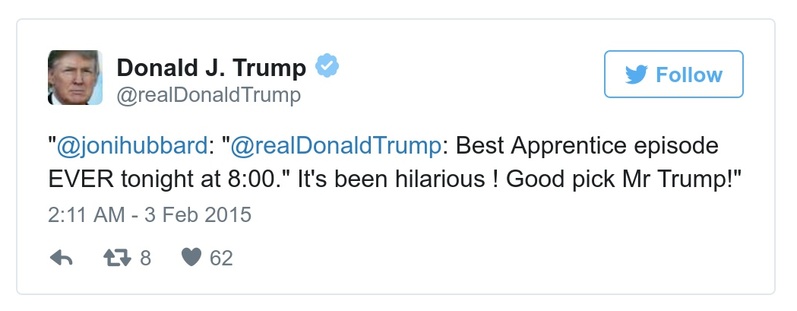 Donald J. Trump
@realDonaldTrump
Follow
"@jonihubbard: "@realDonaldTrump: Best Apprentice episode
EVER tonight at 8:00." It's been hilarious ! Good pick Mr Trump!"
2:11 AM - 3 Feb 2015
8 62